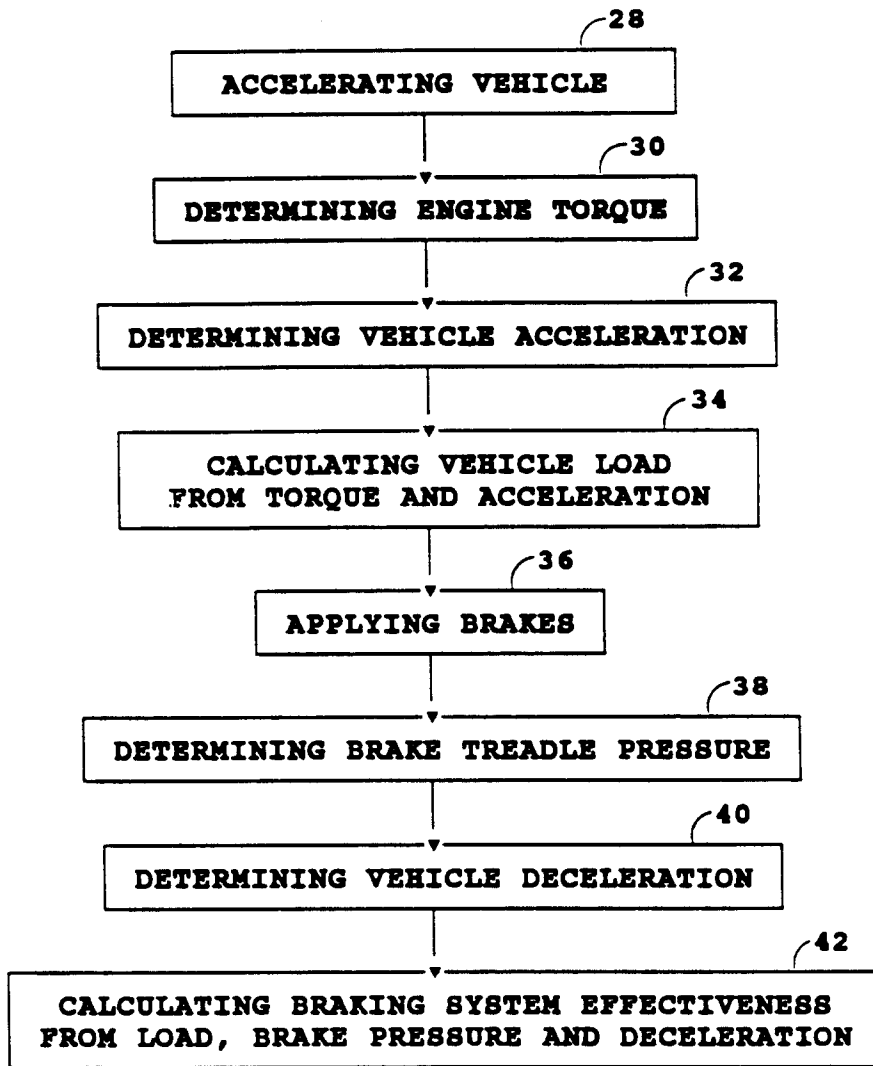 28
ACCELERATING VEHICLE
30
DETERMINING ENGINE TORQUE
32
DETERMINING VEHICLE ACCELERATION
34
CALCULATING VEHICLE LOAD
FROM TORQUE AND ACCELERATION
36
APPLYING BRAKES
38
DETERMINING BRAKE TREADLE PRESSURE
40
DETERMINING VEHICLE DECELERATION
42
CALCULATING BRAKING SYSTEM EFFECTIVENESS
FROM LOAD, BRAKE PRESSURE AND DECELERATION